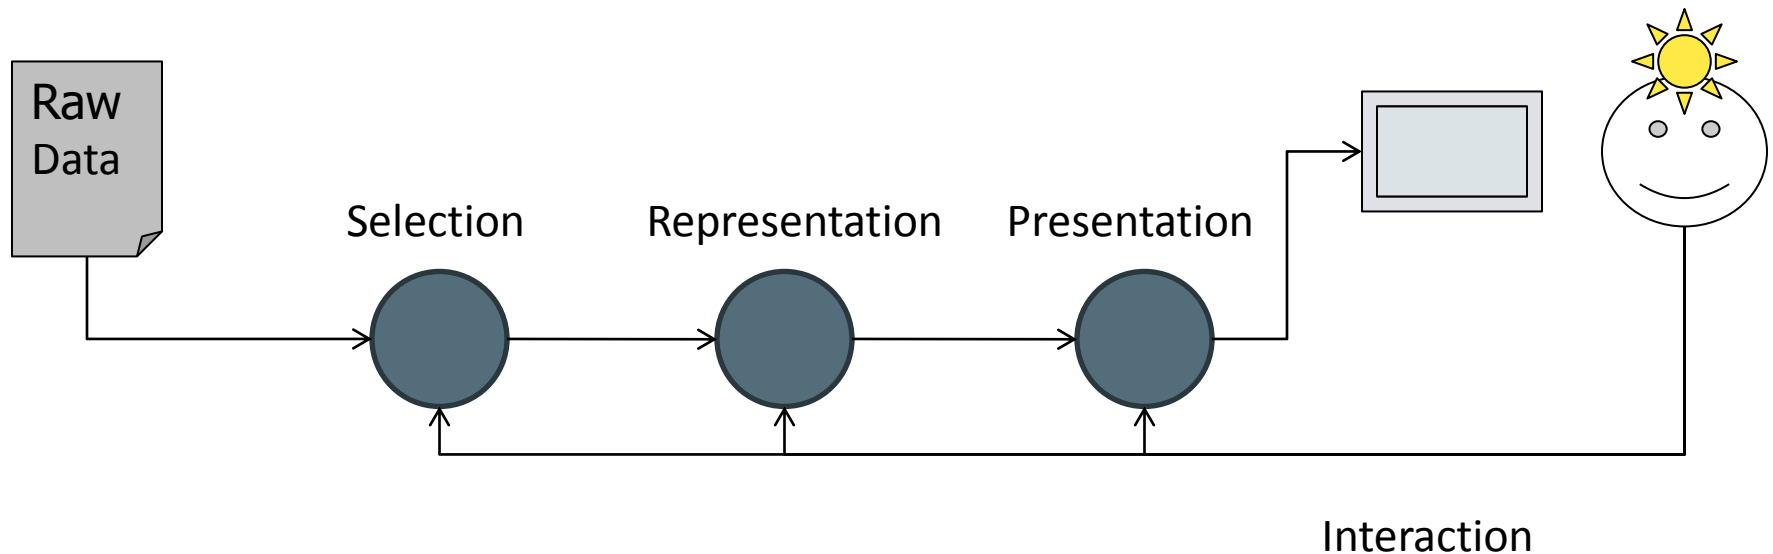 Raw
Data
Selection
Representation
Presentation
Interaction